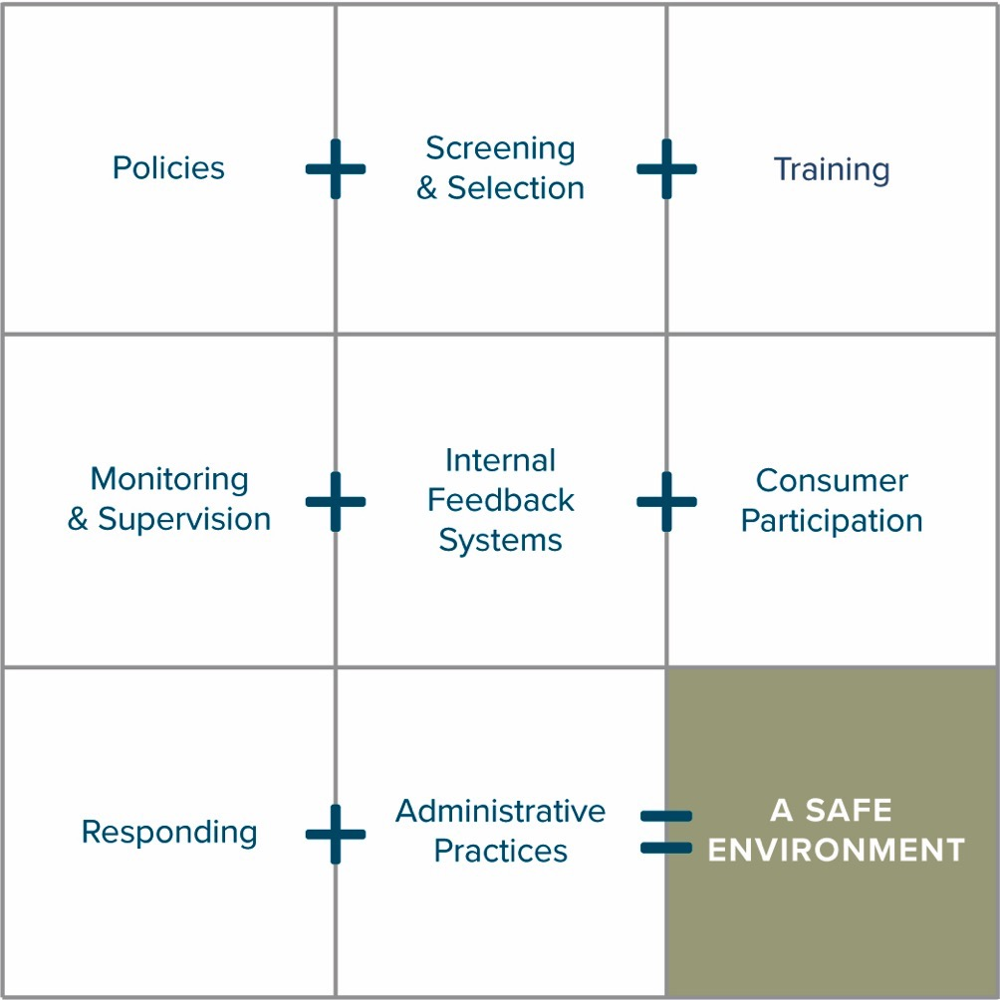 Policies
+
Screening
& Selection
+
Training
Monitoring
& Supervision
+
Internal
Feedback
Systems
+
Consumer
Participation
Responding
+
Administrative
Practices
=
A SAFE
ENVIRONMENT